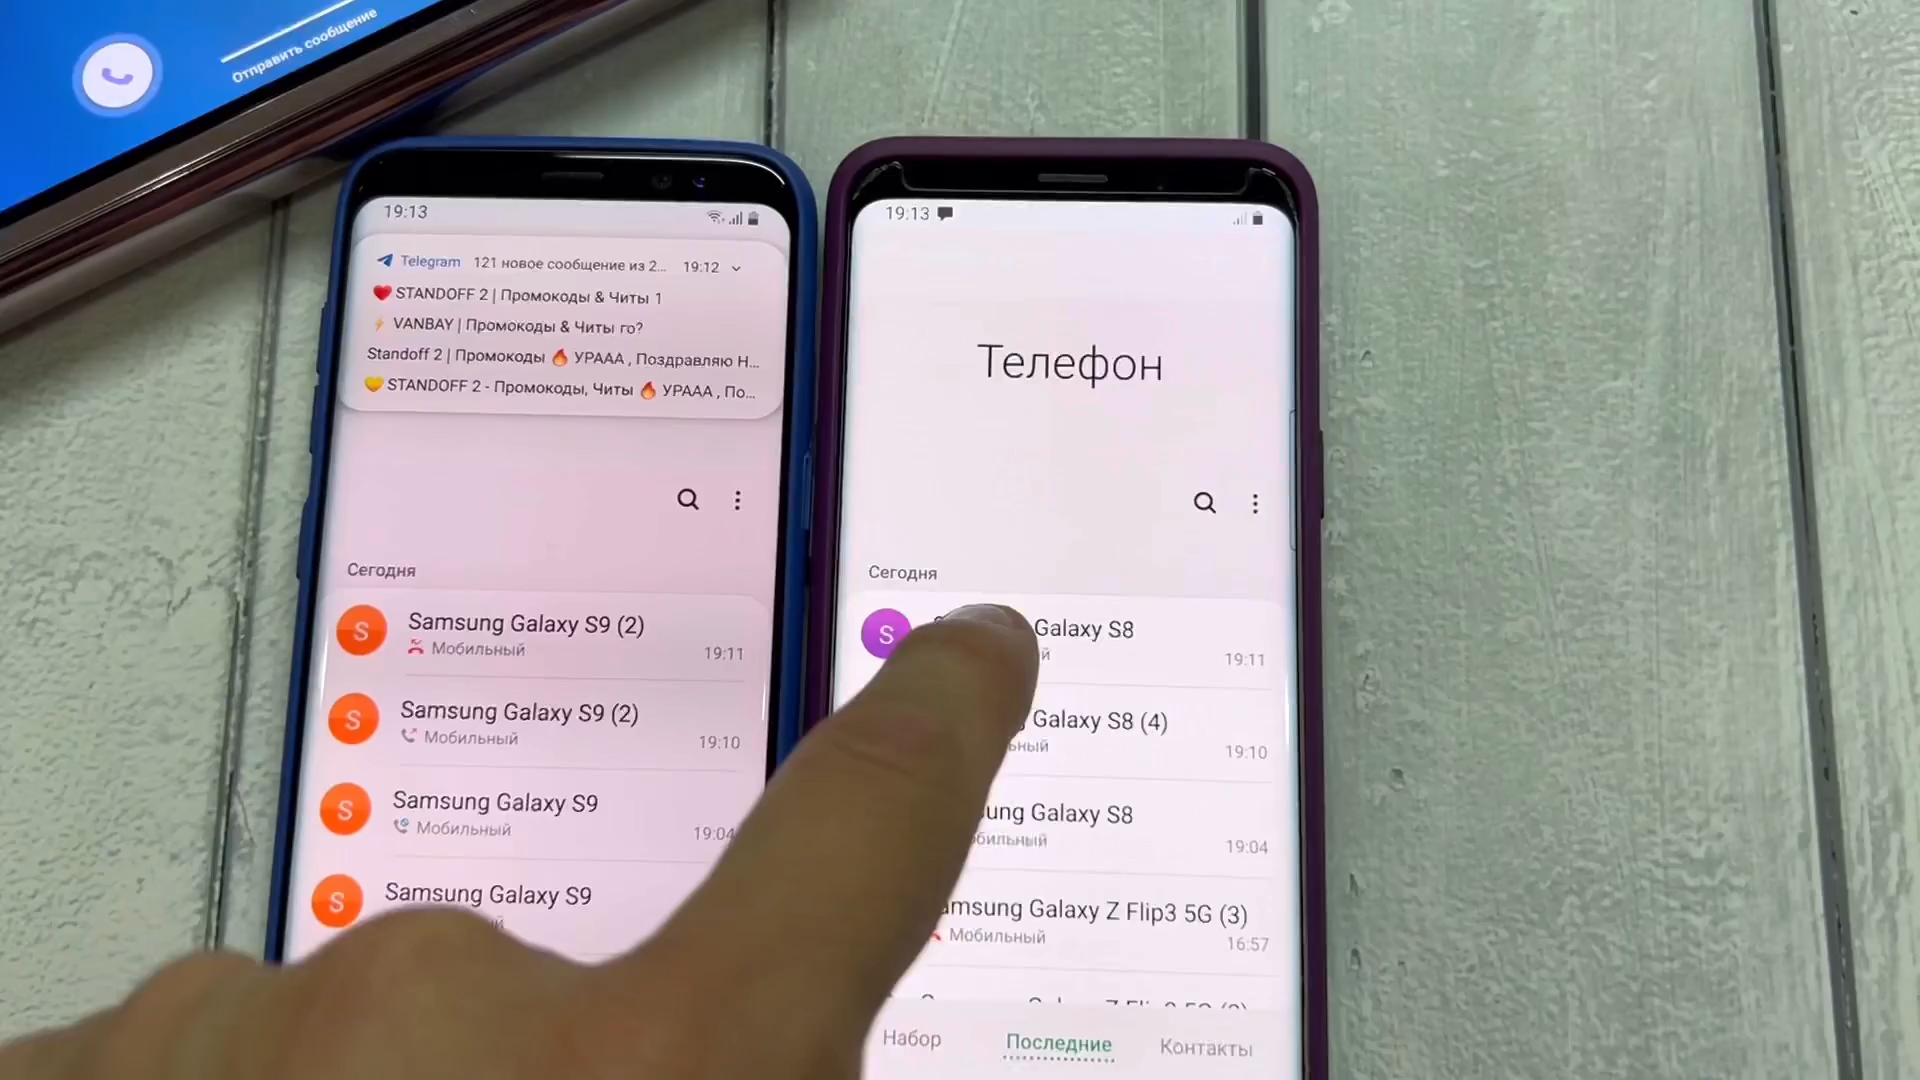 Отправить сообщение
19:13
Telegram 121 новое сообщение из 2... 19:12
STANDOFF 2 | Промокоды & Читы 1
VANBAY | Промокоды & Читы го?
Standoff 2 | Промокоды 🔥 УРААА , Поздравляю Н...
STANDOFF 2 - Промокоды, Читы 🔥 УРААА , По...
Сегодня
S Samsung Galaxy S9 (2)
Мобильный 19:11
S Samsung Galaxy S9 (2)
Мобильный 19:10
S Samsung Galaxy S9
Мобильный 19:04
S Samsung Galaxy S9
19:13
Телефон
Сегодня
S Galaxy S8
19:11
Galaxy S8 (4)
19:10
Galaxy S8
19:04
Galaxy Z Flip3 5G (3)
Мобильный 16:57
Набор Последние Контакты